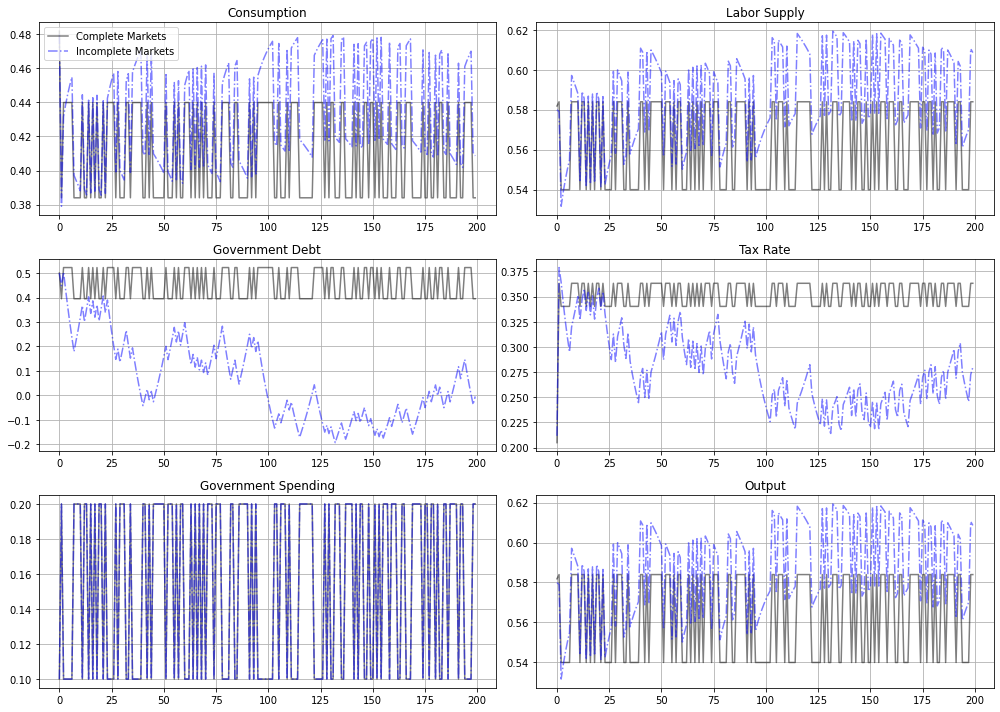 Consumption
Complete Markets
Incomplete Markets
0.48
0.46
0.44
0.42
0.40
0.38
0 25 50 75 100 125 150 175 200
Labor Supply
0.62
0.60
0.58
0.56
0.54
0 25 50 75 100 125 150 175 200
Government Debt
0.5
0.4
0.3
0.2
0.1
0.0
−0.1
−0.2
0 25 50 75 100 125 150 175 200
Tax Rate
0.375
0.350
0.325
0.300
0.275
0.250
0.225
0.200
0 25 50 75 100 125 150 175 200
Government Spending
0.20
0.18
0.16
0.14
0.12
0.10
0 25 50 75 100 125 150 175 200
Output
0.62
0.60
0.58
0.56
0.54
0 25 50 75 100 125 150 175 200